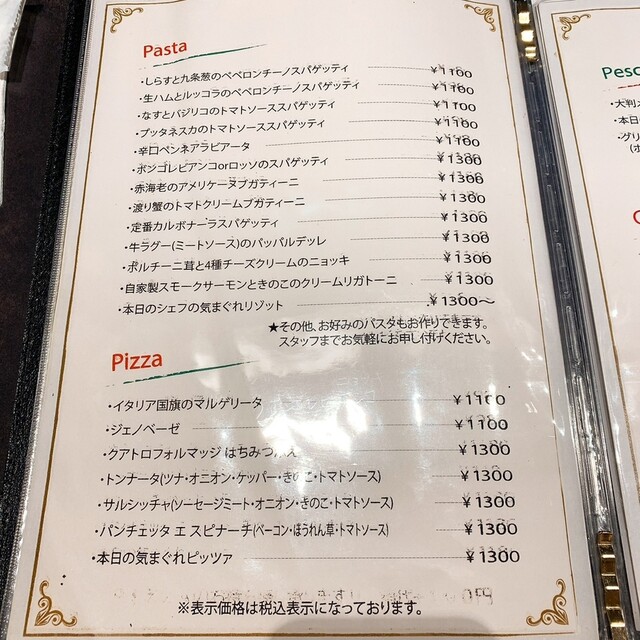 Pasta
・しらすと九条葱のペペロンチーノスパゲッティ ¥1100
・生ハムとルッコラのペペロンチーノスパゲッティ ¥1100
・なすとバジリコのトマトソーススパゲッティ ¥1100
・プッタネスカのトマトソーススパゲッティ ¥1100
・辛口ペンネアラビアータ ¥1100
・ボンゴレビアンコorロッソのスパゲッティ ¥1300
・赤海老のアメリケーヌブガティーニ ¥1300
・渡り蟹のトマトクリームブガティーニ ¥1300
・定番カルボナーラスパゲッティ ¥1300
・牛ラグー(ミートソース)のパッパルデッレ ¥1300
・ポルチーニ茸と4種チーズクリームのニョッキ ¥1300
・自家製スモークサーモンときのこのクリームリガトーニ ¥1300
・本日のシェフの気まぐれリゾット ¥1300〜
★その他、お好みのパスタもお作りできます。
スタッフまでお気軽にお申し付けください。
Pizza
・イタリア国旗のマルゲリータ ¥1100
・ジェノベーゼ ¥1100
・クアトロフォルマッジ はちみつ添え ¥1300
・トンナータ(ツナ・オニオン・ケッパー・きのこ・トマトソース) ¥1300
・サルシッチャ(ソーセージミート・オニオン・きのこ・トマトソース) ¥1300
・パンチェッタ エ スピナーチ(ベーコン・ほうれん草・トマトソース) ¥1300
・本日の気まぐれピッツァ ¥1300
※表示価格は税込表示になっております。
Pesc
・大判
・本日
・グリ